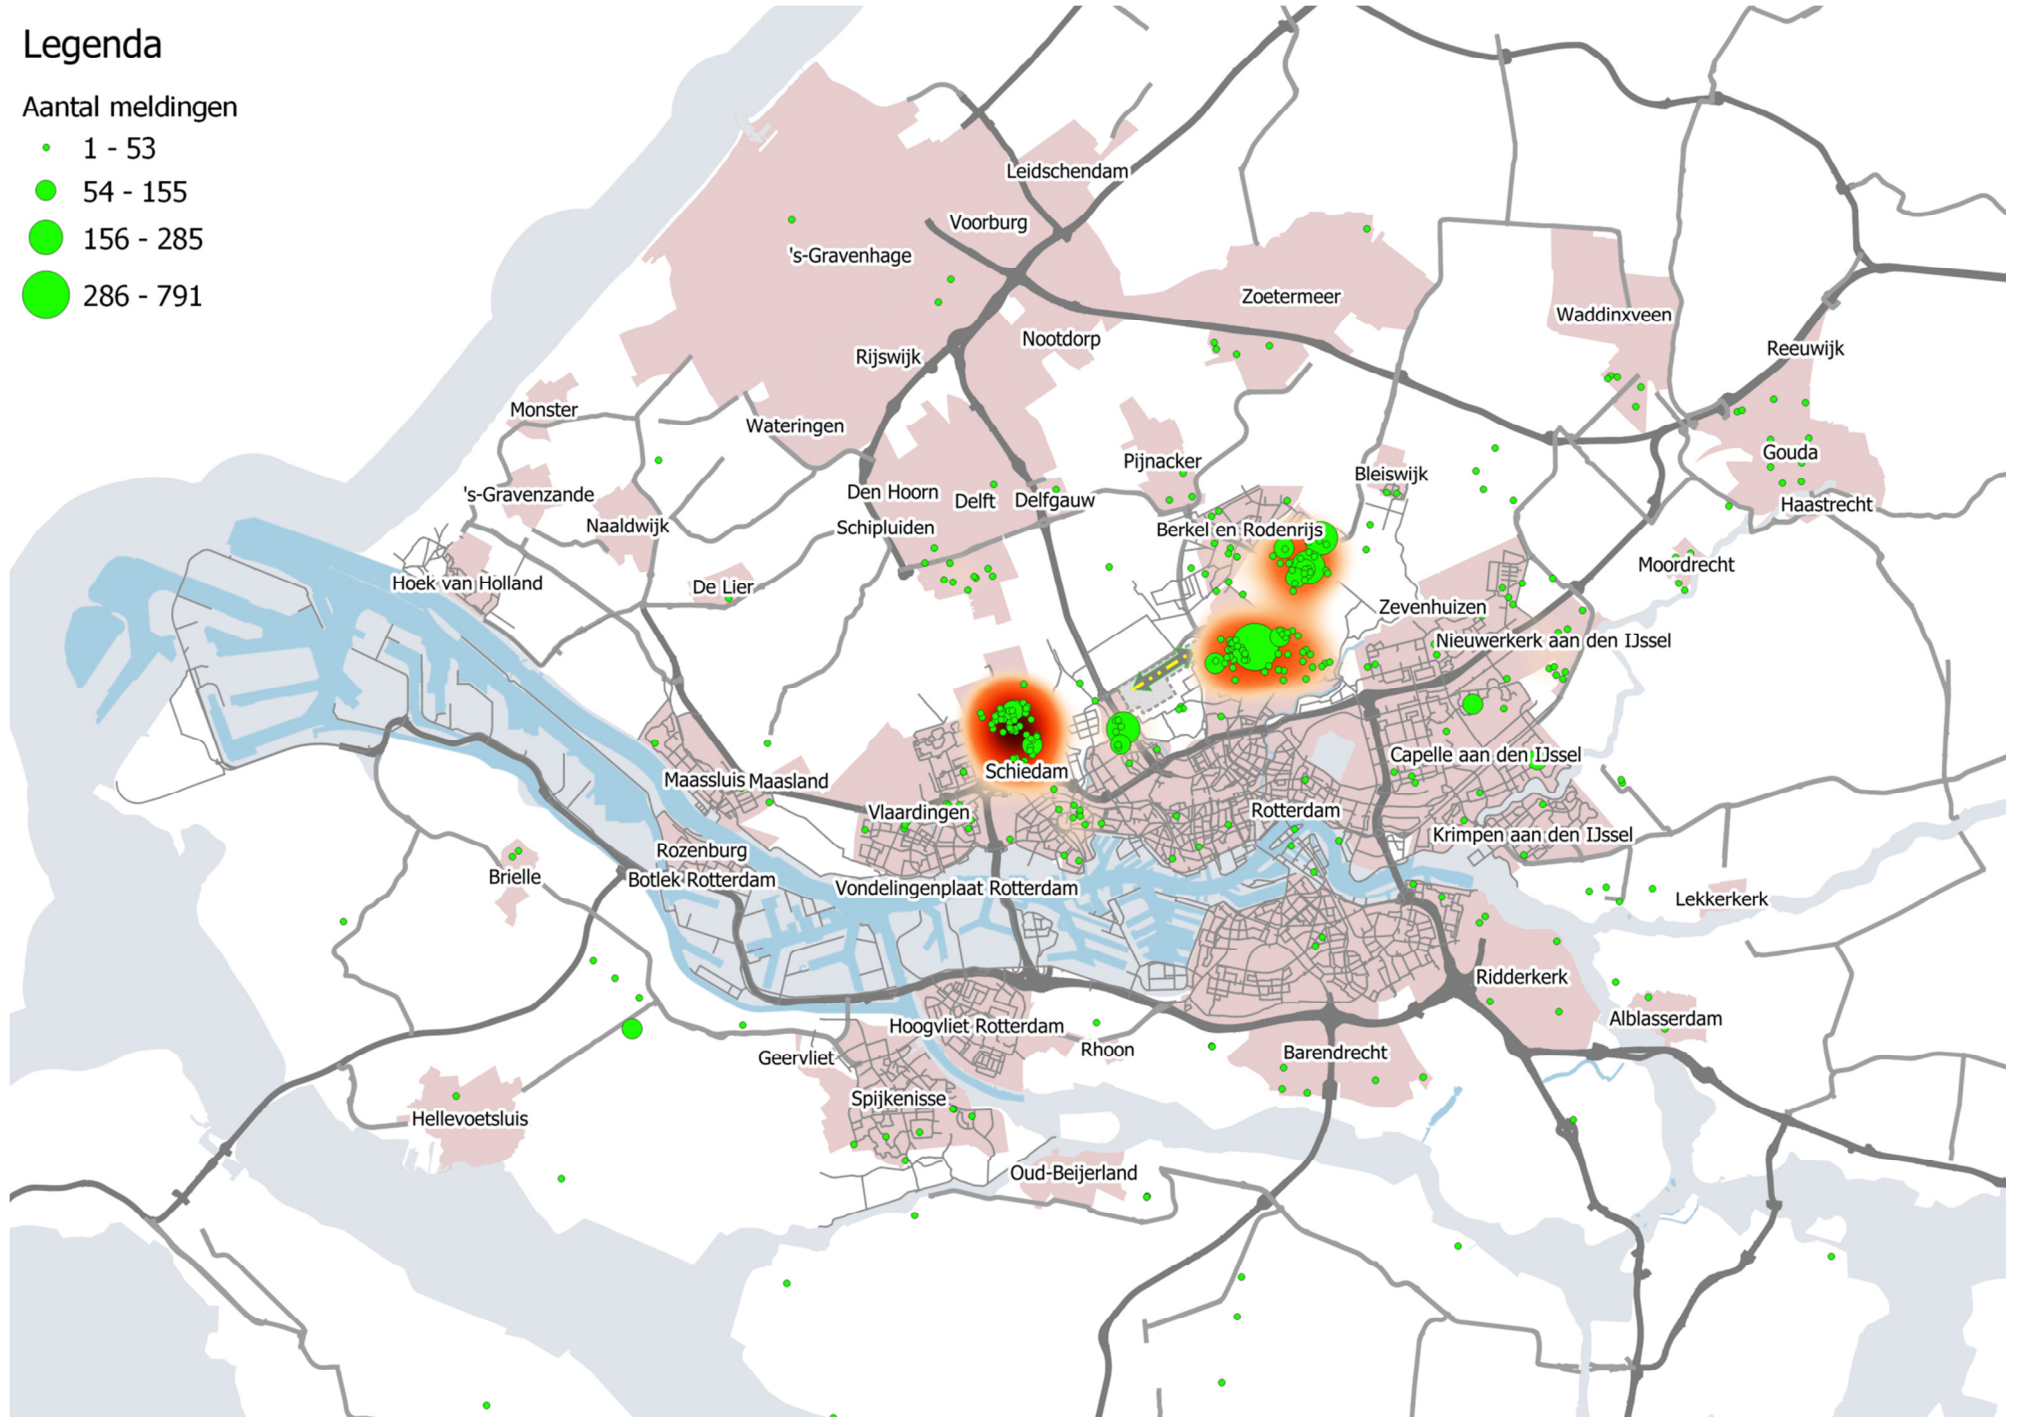 Legenda
Aantal meldingen
1 - 53
54 - 155
156 - 285
286 - 791
Leidschendam
Voorburg
's-Gravenhage
Zoetermeer
Waddinxveen
Nootdorp
Reeuwijk
Rijswijk
Monster
Wateringen
Gouda
Pijnacker
Bleiswijk
's-Gravenzande
Den Hoorn
Delft
Delfgauw
Haastrecht
Naaldwijk
Schipluiden
Berkel en Rodenrijs
Moordrecht
Hoek van Holland
De Lier
Zevenhuizen
Nieuwerkerk aan den IJssel
Capelle aan den IJssel
Schiedam
Maassluis
Maasland
Vlaardingen
Rotterdam
Krimpen aan den IJssel
Rozenburg
Brielle
Botlek Rotterdam
Vondelingenplaat Rotterdam
Lekkerkerk
Ridderkerk
Alblasserdam
Hoogvliet Rotterdam
Rhoon
Barendrecht
Geervliet
Spijkenisse
Hellevoetsluis
Oud-Beijerland